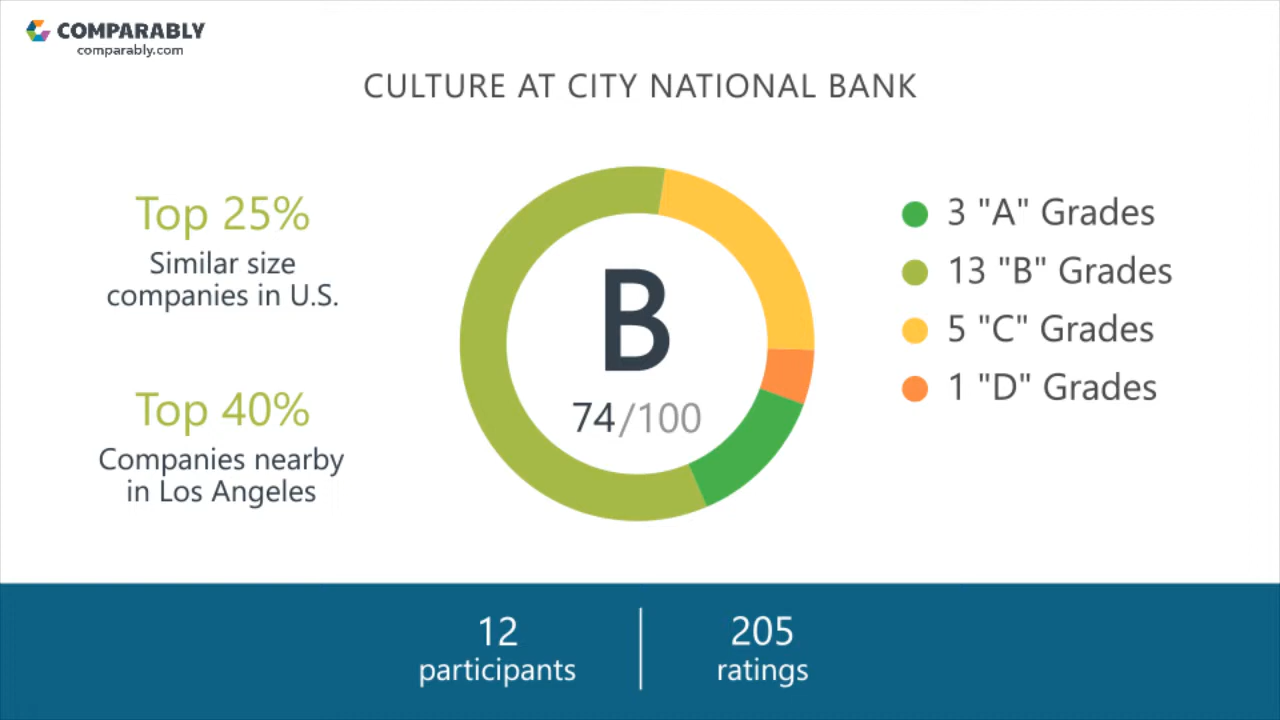 COMPARABLY
comparably.com
CULTURE AT CITY NATIONAL BANK
Top 25%
Similar size
companies in U.S.
Top 40%
Companies nearby
in Los Angeles
B
74/100
3 "A" Grades
13 "B" Grades
5 "C" Grades
1 "D" Grades
12
participants
205
ratings